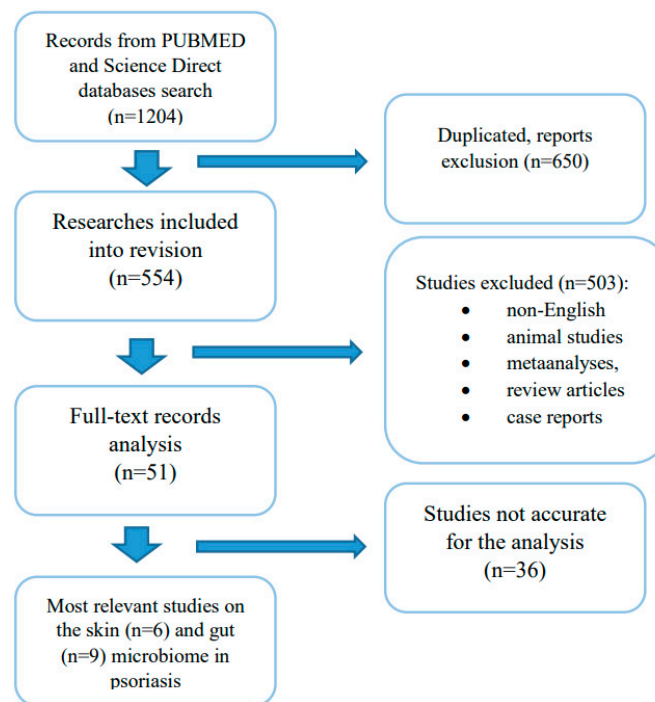 Records from PUBMED
and Science Direct
databases search
(n=1204)
Duplicated, reports
exclusion (n=650)
Researches included
into revision
(n=554)
Studies excluded (n=503):
• non-English
• animal studies
• metaanalyses,
• review articles
• case reports
Full-text records
analysis
(n=51)
Studies not accurate
for the analysis
(n=36)
Most relevant studies on
the skin (n=6) and gut
(n=9) microbiome in
psoriasis